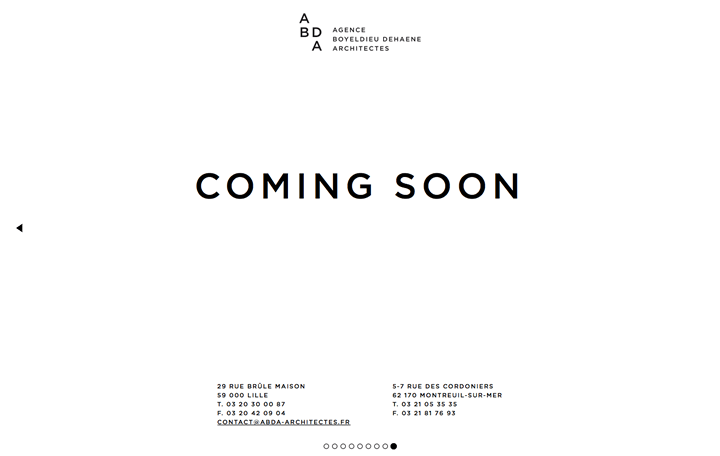 A
BD
A
AGENCE
BOYELDIEU DEHAENE
ARCHITECTES
COMING SOON
29 RUE BRÛLE MAISON
59 000 LILLE
T. 03 20 30 00 87
F. 03 20 42 09 04
CONTACT@ABDA-ARCHITECTES.FR
5-7 RUE DES CORDONIERS
62 170 MONTREUIL-SUR-MER
T. 03 21 05 35 35
F. 03 21 81 76 93